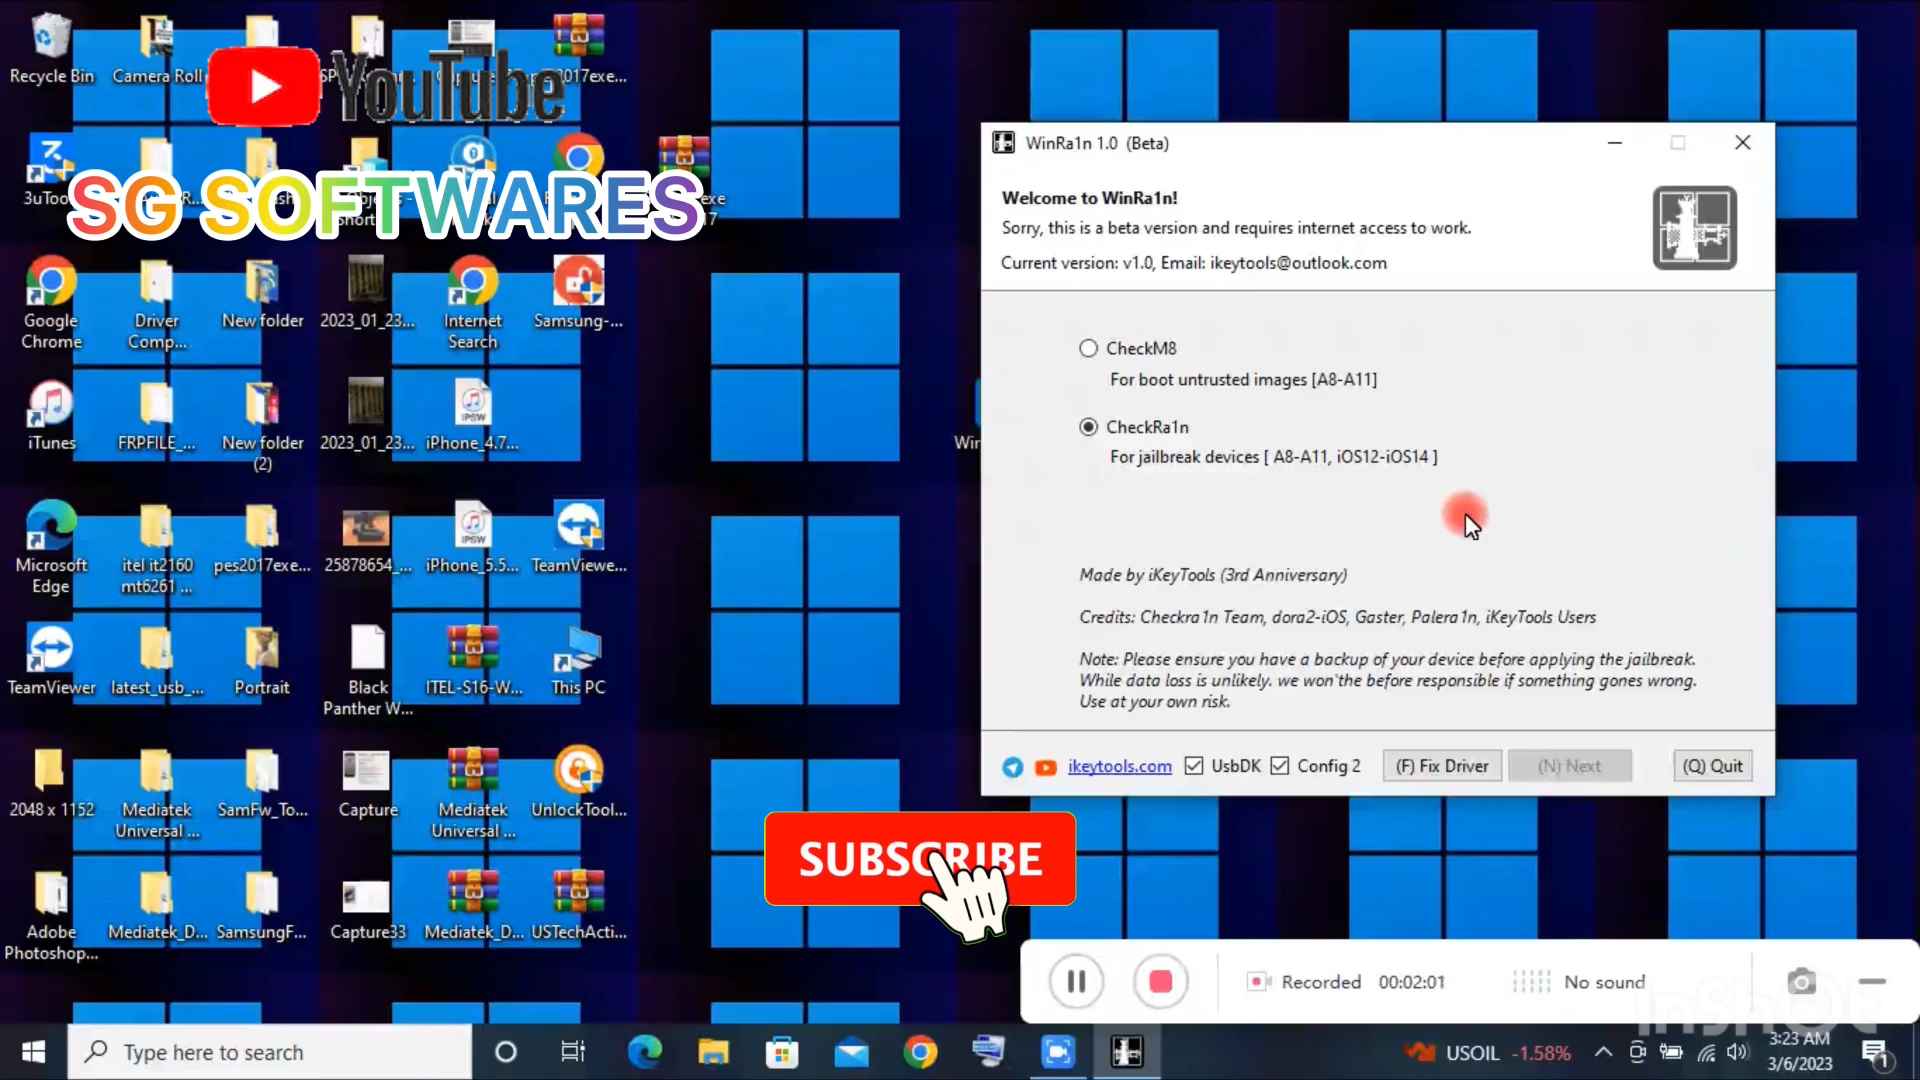 Recycle Bin
Camera Roll
2017exe...
YouTube
SG SOFTWARES
3uToo
WinRa1n 1.0 (Beta)
Welcome to WinRa1n!
Sorry, this is a beta version and requires internet access to work.
Current version: v1.0, Email: ikeytools@outlook.com
CheckM8
For boot untrusted images [A8-A11]
CheckRa1n
For jailbreak devices [ A8-A11, iOS12-iOS14 ]
Made by iKeyTools (3rd Anniversary)
Credits: Checkra1n Team, dora2-iOS, Gaster, Palera1n, iKeyTools Users
Note: Please ensure you have a backup of your device before applying the jailbreak.
While data loss is unlikely. we won'the before responsible if something gones wrong.
Use at your own risk.
ikeytools.com
UsbDK
Config 2
(F) Fix Driver
(N) Next
(Q) Quit
Google Chrome
Driver Comp...
New folder
2023_01_23...
Internet Search
Samsung-...
iTunes
FRPFILE_...
New folder (2)
2023_01_23...
iPhone_4.7...
IPSW
Win
Microsoft Edge
itel it2160 mt6261 ...
pes2017exe...
25878654_...
iPhone_5.5...
IPSW
TeamViewe...
TeamViewer
latest_usb_...
Portrait
Black Panther W...
ITEL-S16-W...
This PC
2048 x 1152
Mediatek Universal ...
SamFw_To...
Capture
Mediatek Universal ...
UnlockTool...
Adobe Photoshop...
Mediatek_D...
SamsungF...
Capture33
Mediatek_D...
USTechActi...
SUBSCRIBE
Recorded 00:02:01
No sound
InShOt
Type here to search
USOIL -1.58%
3:23 AM
3/6/2023
1